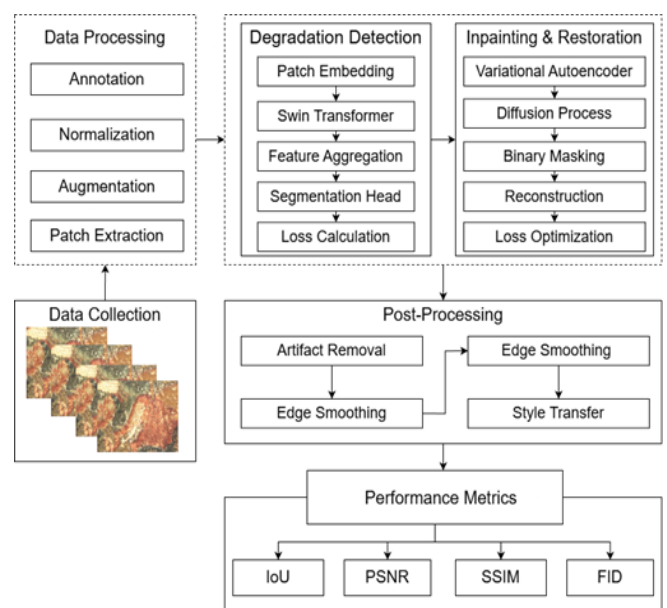 Data Processing
Annotation
Normalization
Augmentation
Patch Extraction
Data Collection
Degradation Detection
Patch Embedding
Swin Transformer
Feature Aggregation
Segmentation Head
Loss Calculation
Inpainting & Restoration
Variational Autoencoder
Diffusion Process
Binary Masking
Reconstruction
Loss Optimization
Post-Processing
Artifact Removal
Edge Smoothing
Edge Smoothing
Style Transfer
Performance Metrics
IoU
PSNR
SSIM
FID